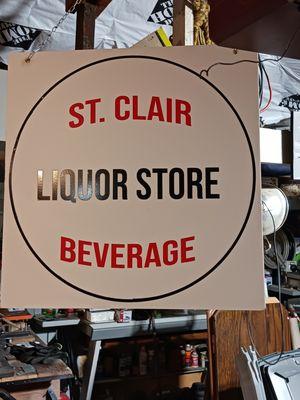 ST. CLAIR
LIQUOR STORE
BEVERAGE